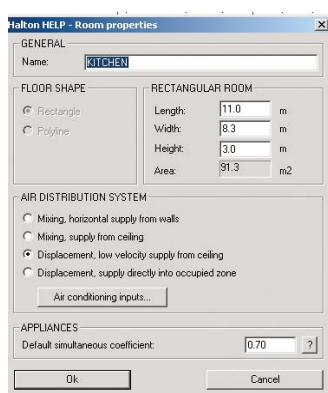 Halton HELP - Room properties
GENERAL
Name: KITCHEN
FLOOR SHAPE
Rectangle
Polyline
RECTANGULAR ROOM
Length: 11.0 m
Width: 8.3 m
Height: 3.0 m
Area: 91.3 m2
AIR DISTRIBUTION SYSTEM
Mixing, horizontal supply from walls
Mixing, supply from ceiling
Displacement, low velocity supply from ceiling
Displacement, supply directly into occupied zone
Air conditioning inputs...
APPLIANCES
Default simultaneous coefficient: 0.70 ?
Ok Cancel